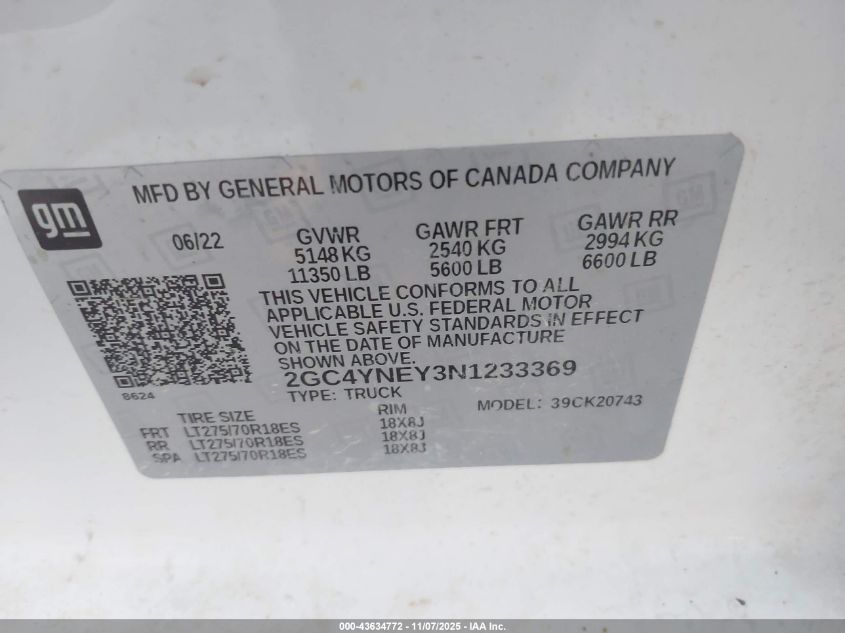 gm
MFD BY GENERAL MOTORS OF CANADA COMPANY
06/22 GVWR GAWR FRT GAWR RR
5148 KG 2540 KG 2994 KG
11350 LB 5600 LB 6600 LB
THIS VEHICLE CONFORMS TO ALL
APPLICABLE U.S. FEDERAL MOTOR
VEHICLE SAFETY STANDARDS IN EFFECT
ON THE DATE OF MANUFACTURE
SHOWN ABOVE.
2GC4YNEY3N1233369
8624
TYPE: TRUCK MODEL: 39CK20743
TIRE SIZE RIM
FRT LT275/70R18ES 18X8J
RR LT275/70R18ES 18X8J
SPA LT275/70R18ES 18X8J
000-43634772 - 11/07/2025 - IAA Inc.